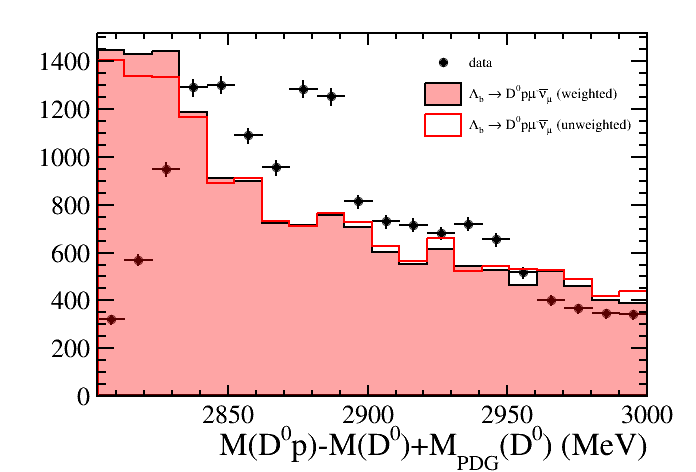 1400
1200
1000
800
600
400
200
0
data
Λb → D⁰pμ ν̅μ (weighted)
Λb → D⁰pμ ν̅μ (unweighted)
2850 2900 2950 3000
M(D⁰p)-M(D⁰)+MPDG(D⁰) (MeV)